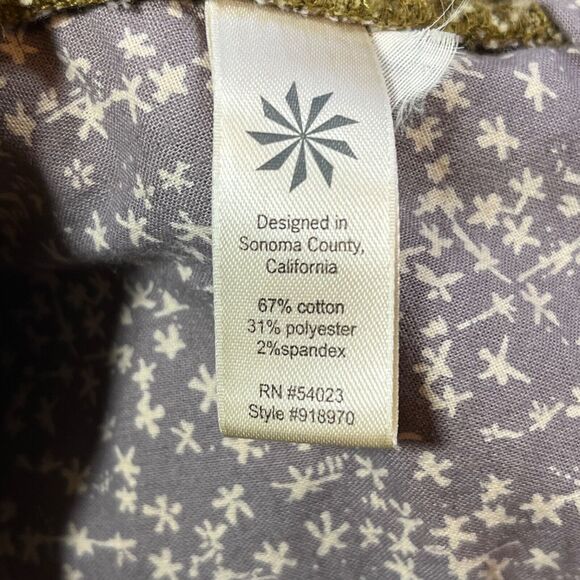 Designed in
Sonoma County,
California
67% cotton
31% polyester
2%spandex
RN #54023
Style #918970